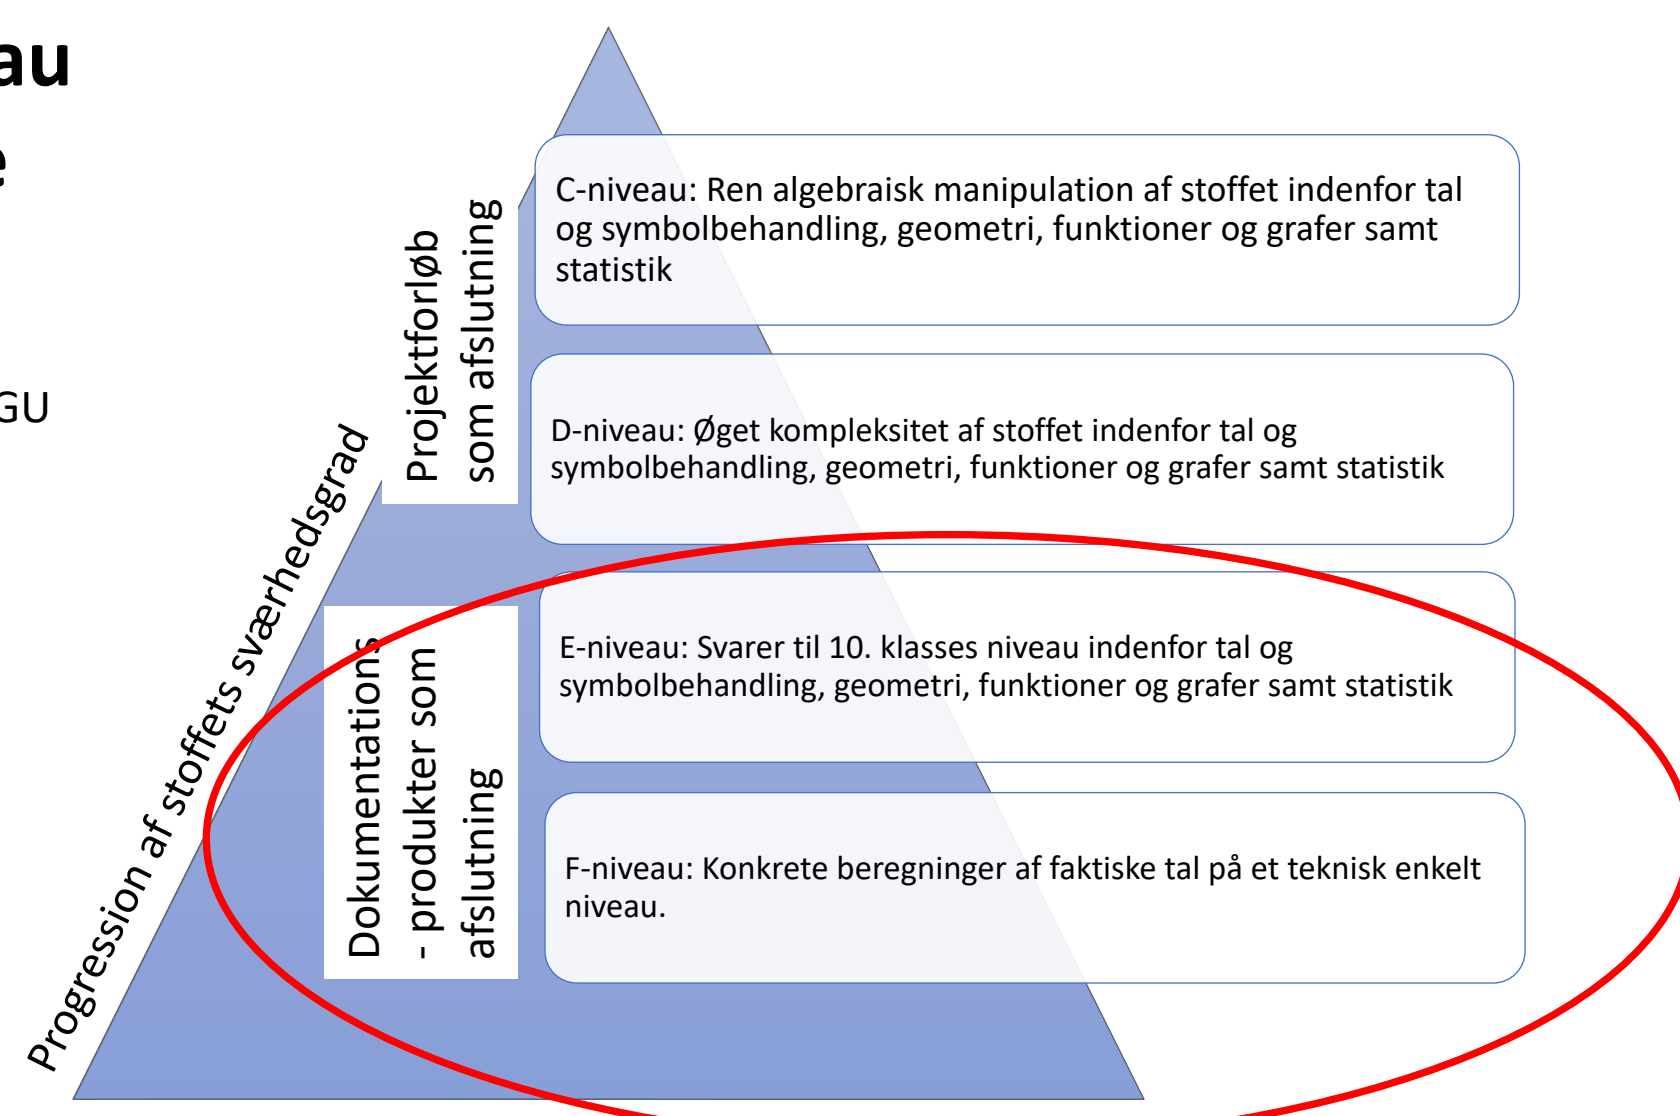 au
e
GU
Progression af stoffets sværhedsgrad
Projektforløb
som afslutning
C-niveau: Ren algebraisk manipulation af stoffet indenfor tal
og symbolbehandling, geometri, funktioner og grafer samt
statistik
D-niveau: Øget kompleksitet af stoffet indenfor tal og
symbolbehandling, geometri, funktioner og grafer samt statistik
Dokumentations
- produkter som
afslutning
E-niveau: Svarer til 10. klasses niveau indenfor tal og
symbolbehandling, geometri, funktioner og grafer samt statistik
F-niveau: Konkrete beregninger af faktiske tal på et teknisk enkelt
niveau.